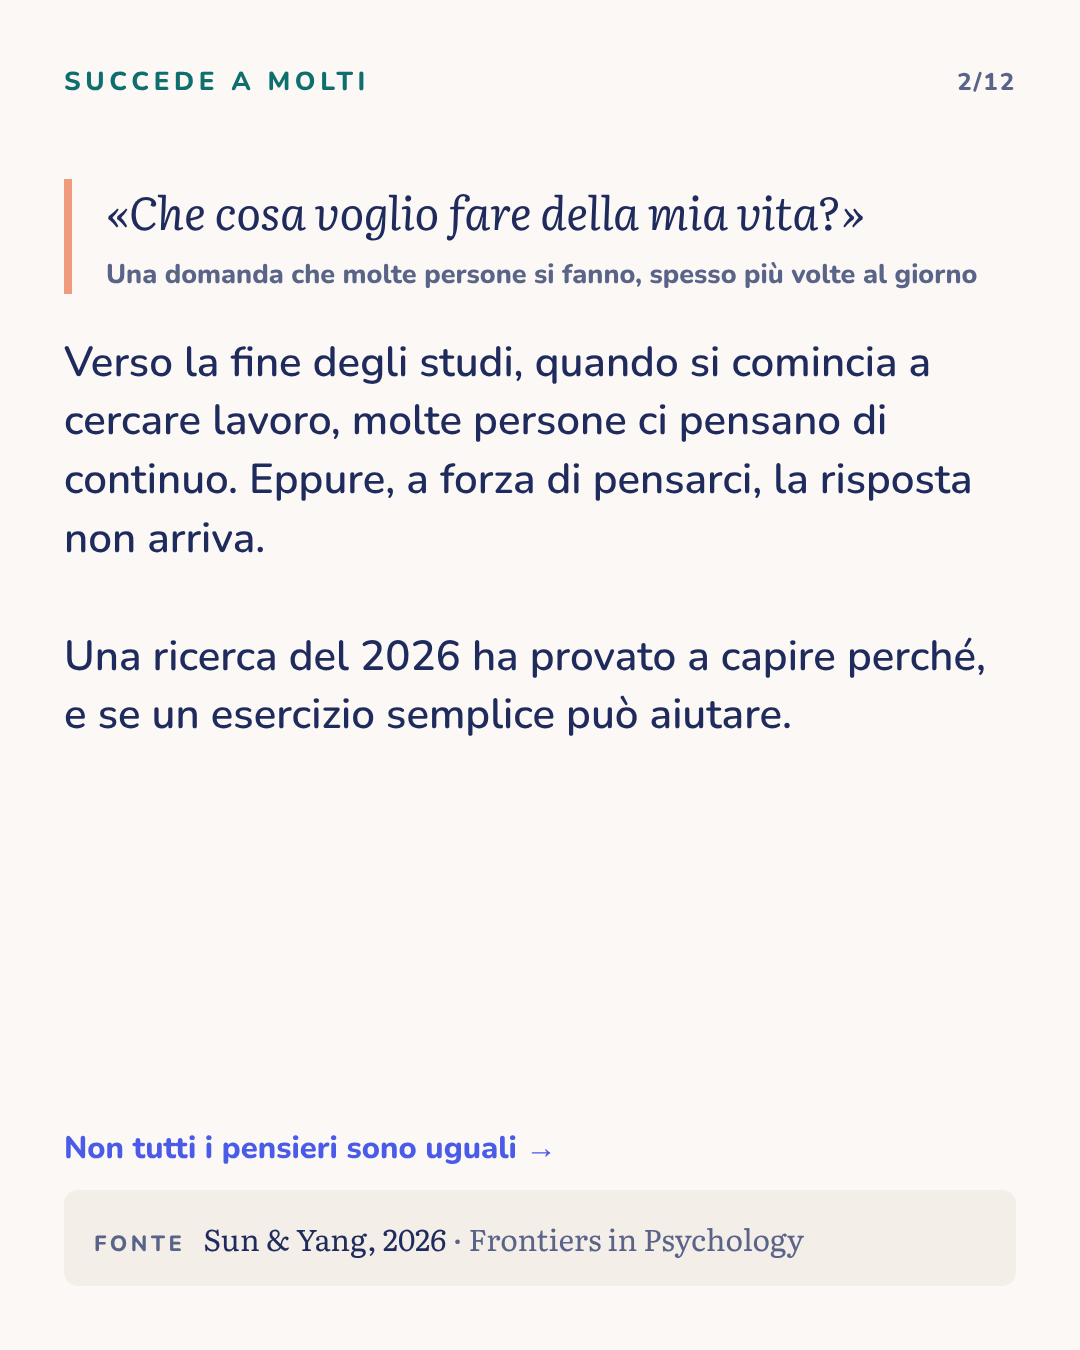 SUCCEDE A MOLTI
2/12
«Che cosa voglio fare della mia vita?»
Una domanda che molte persone si fanno, spesso più volte al giorno
Verso la fine degli studi, quando si comincia a
cercare lavoro, molte persone ci pensano di
continuo. Eppure, a forza di pensarci, la risposta
non arriva.
Una ricerca del 2026 ha provato a capire perché,
e se un esercizio semplice può aiutare.
Non tutti i pensieri sono uguali →
FONTE Sun & Yang, 2026 · Frontiers in Psychology